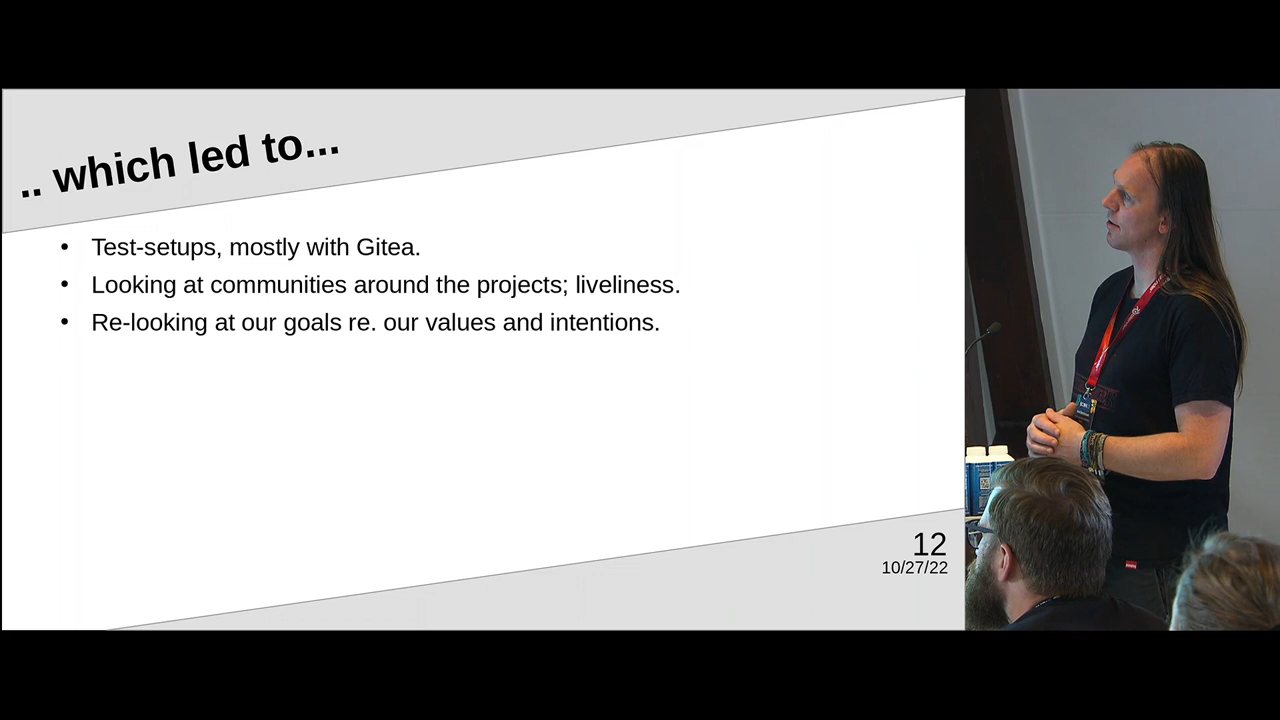 .. which led to...
• Test-setups, mostly with Gitea.
• Looking at communities around the projects; liveliness.
• Re-looking at our goals re. our values and intentions.
12
10/27/22